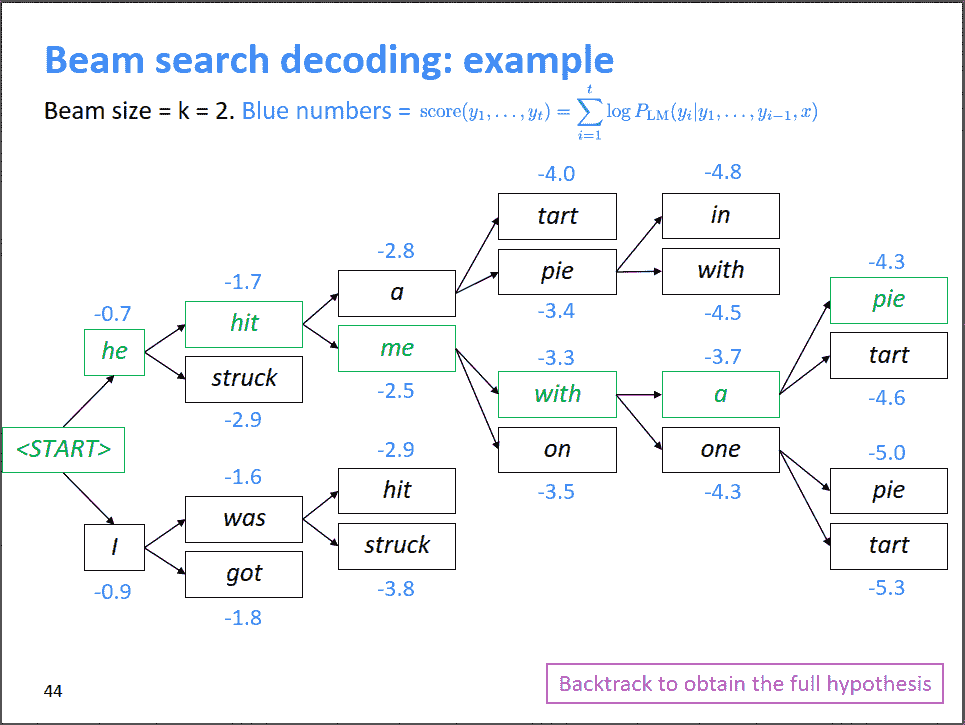 Beam search decoding: example
Beam size = k = 2. Blue numbers = score(y₁, . . . , yₜ) = ∑ᵢ₌₁ᵗ log P_LM(yᵢ|y₁, . . . , yᵢ₋₁, x)
-4.0
-4.8
tart
in
-2.8
-4.3
-1.7
a
pie
with
pie
-0.7
hit
-3.4
-4.5
he
me
-3.3
-3.7
tart
struck
-2.5
with
a
-4.6
-2.9
<START>
-2.9
on
one
-5.0
-1.6
hit
-3.5
-4.3
pie
was
I
struck
tart
got
-0.9
-3.8
-5.3
-1.8
44
Backtrack to obtain the full hypothesis